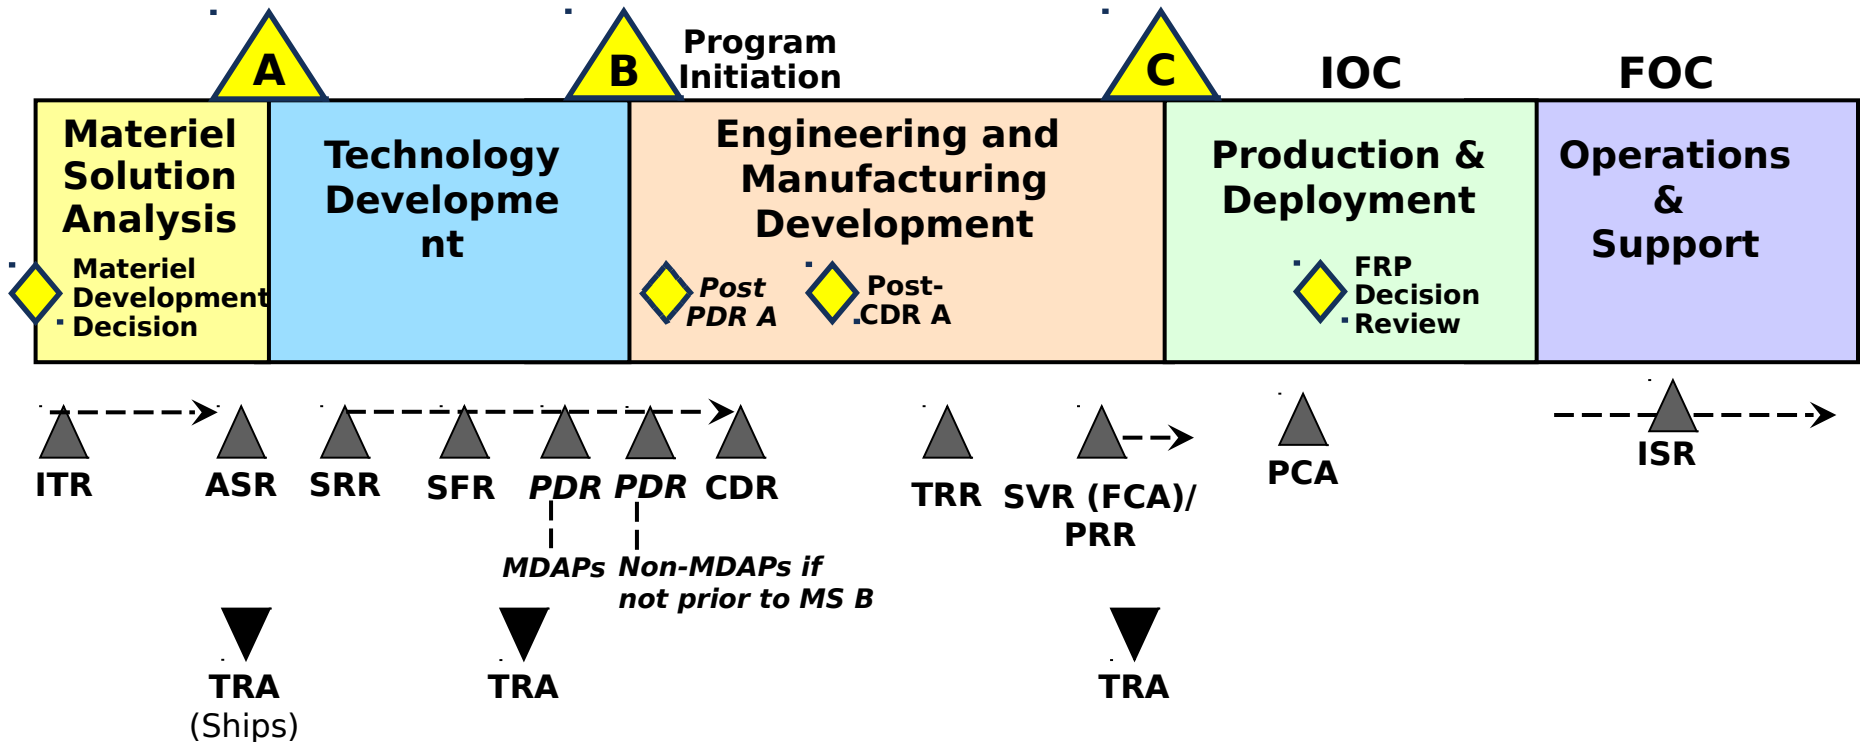 A
B
Program
Initiation
C
IOC
FOC
Materiel
Solution
Analysis
Technology
Developme
nt
Engineering and
Manufacturing
Development
Production &
Deployment
Operations
&
Support
Materiel
Development
Decision
Post
PDR A
Post-
CDR A
FRP
Decision
Review
ITR
ASR
SRR
SFR
PDR
PDR
CDR
TRR
SVR (FCA)/
PRR
PCA
ISR
MDAPs
Non-MDAPs if
not prior to MS B
TRA
(Ships)
TRA
TRA